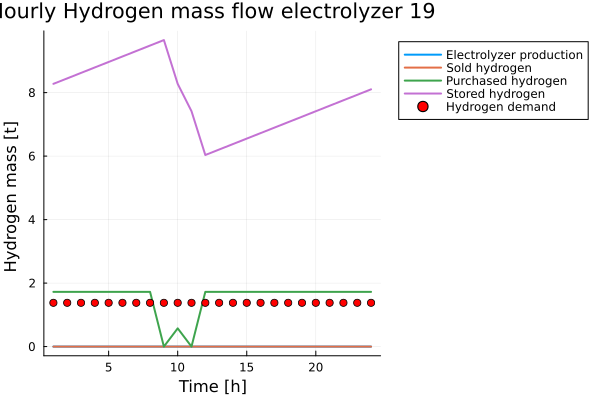 Hourly Hydrogen mass flow electrolyzer 19
Electrolyzer production
Sold hydrogen
Purchased hydrogen
Stored hydrogen
Hydrogen demand
Hydrogen mass [t]
8
6
4
2
0
5
10
15
20
Time [h]